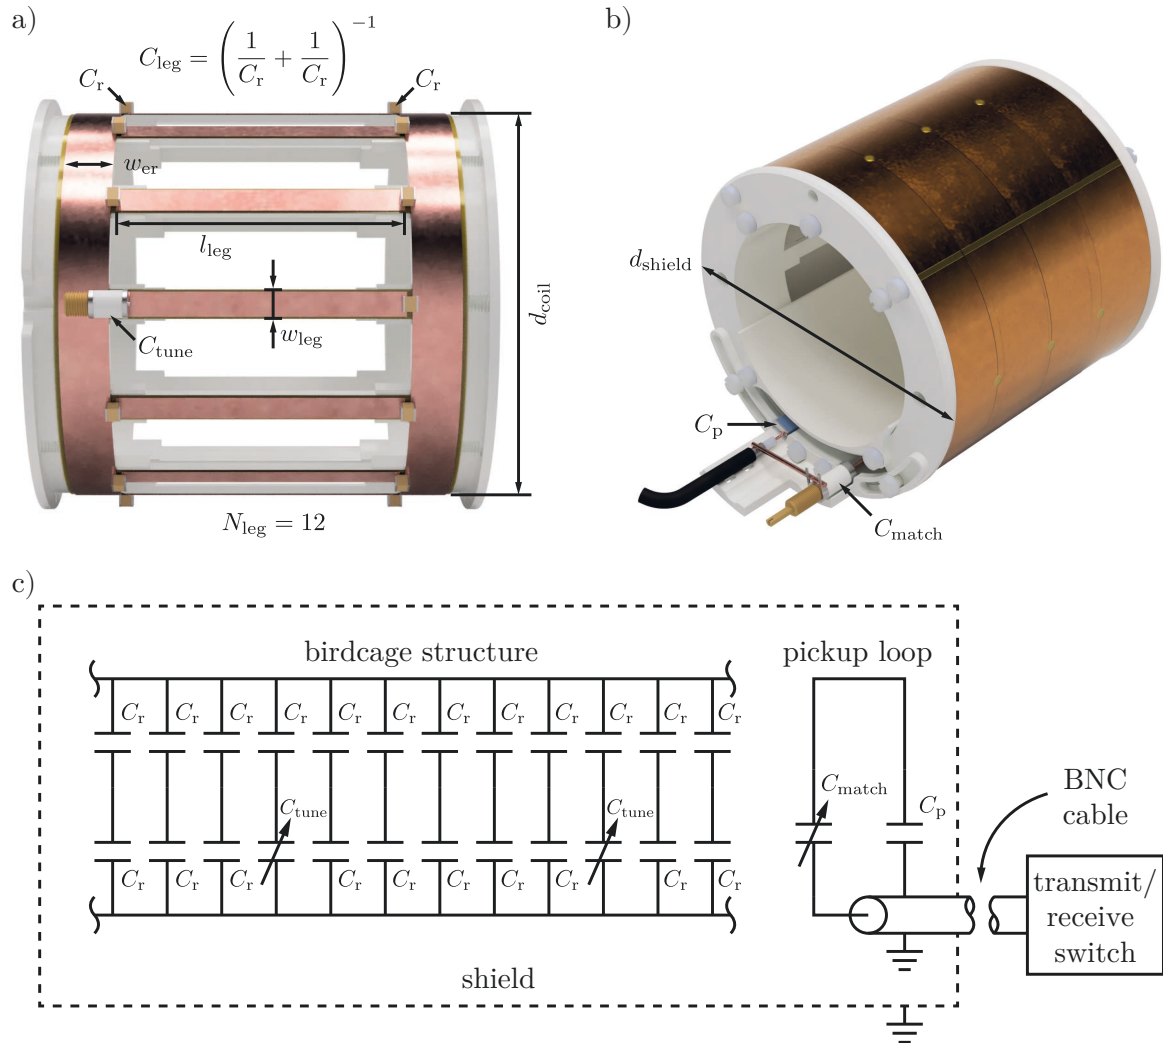 a)
C_leg = (1/C_r + 1/C_r)^−1
C_r
C_r
w_er
l_leg
d_coil
w_leg
C_tune
N_leg = 12
b)
d_shield
C_p
C_match
c)
birdcage structure
pickup loop
C_r C_r C_r C_r C_r C_r C_r C_r C_r C_r C_r C_r
C_tune C_tune
C_r C_r C_r C_r C_r C_r C_r C_r C_r C_r
C_match
C_p
BNC
cable
transmit/
receive
switch
shield